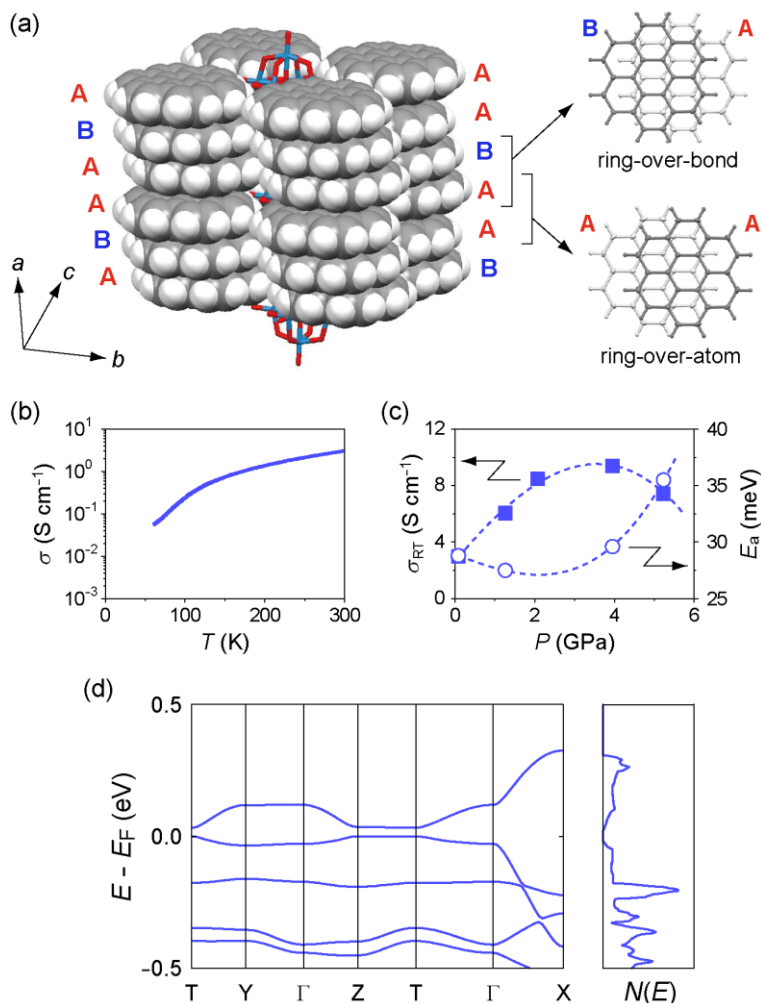 (a)
A
B
A
A
B
A
A
A
B
A
A
B
a
c
b
B
A
ring-over-bond
A
A
ring-over-atom
(b)
10¹
10⁰
10⁻¹
10⁻²
10⁻³
σ (S cm⁻¹)
0
100
200
300
T (K)
(c)
12
8
4
0
σRT (S cm⁻¹)
40
35
30
25
Ea (meV)
0
2
4
6
P (GPa)
(d)
0.5
0.0
−0.5
E − EF (eV)
T Y Γ Z T Γ X
N(E)